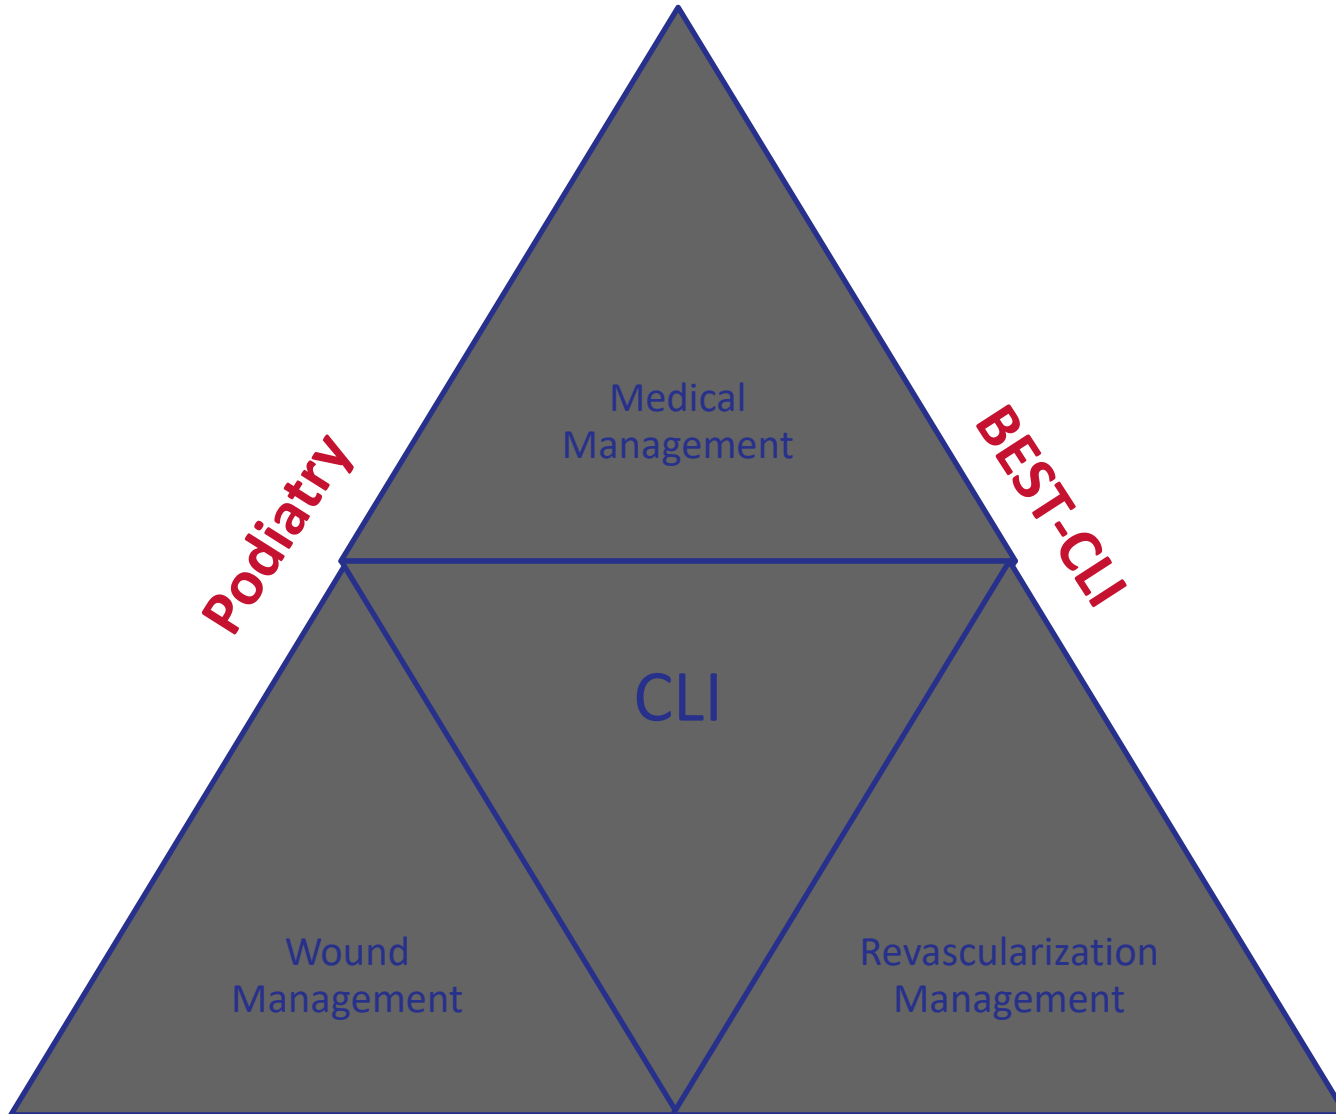 Medical
Management
Podiatry
BEST-CLI
CLI
Wound
Management
Revascularization
Management